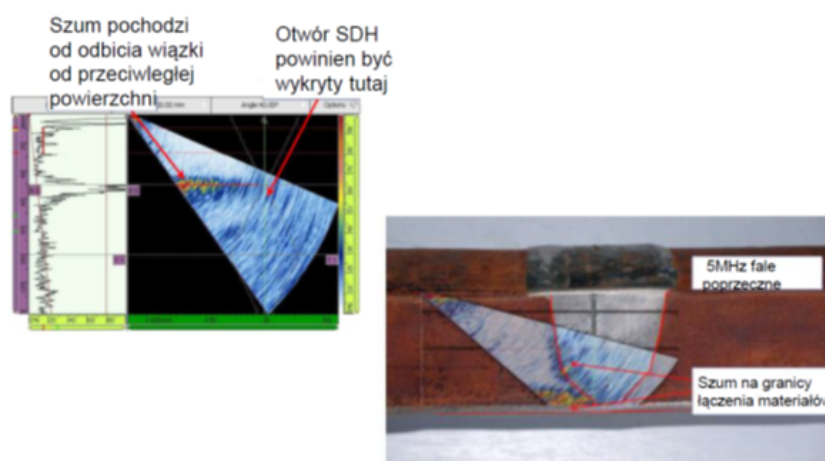 Szum pochodzi
od odbicia wiązki
od przeciwległej
powierzchni
Otwór SDH
powinien być
wykryty tutaj
5MHz fale
poprzeczne
Szum na granicy
łączenia materiałów